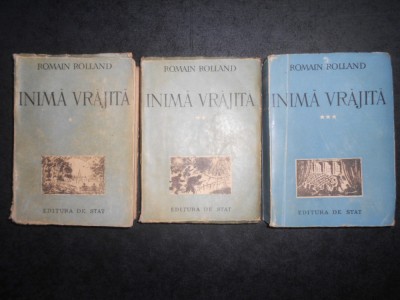 ROMAIN ROLLAND
INIMĂ VRĂJITĂ
*
EDITURA DE STAT
ROMAIN ROLLAND
INIMĂ VRĂJITĂ
**
EDITURA DE STAT
ROMAIN ROLLAND
INIMĂ VRĂJITĂ
***
EDITURA DE STAT